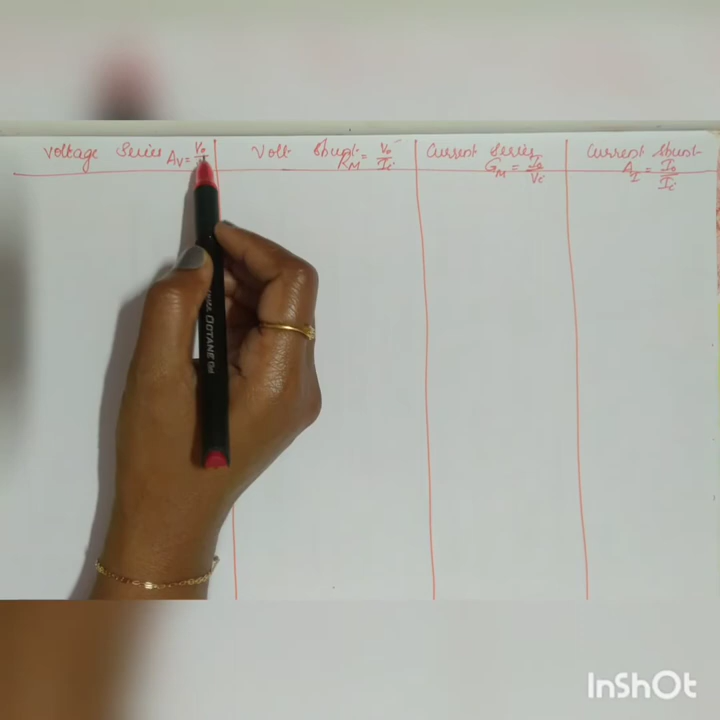 Voltage Series Av = Vo/
Volt Shunt RM = Vo/Ii
Current Series GM = Io/Vi
Current Shunt AI = Io/Ii
OCTANE Gel
InShOt